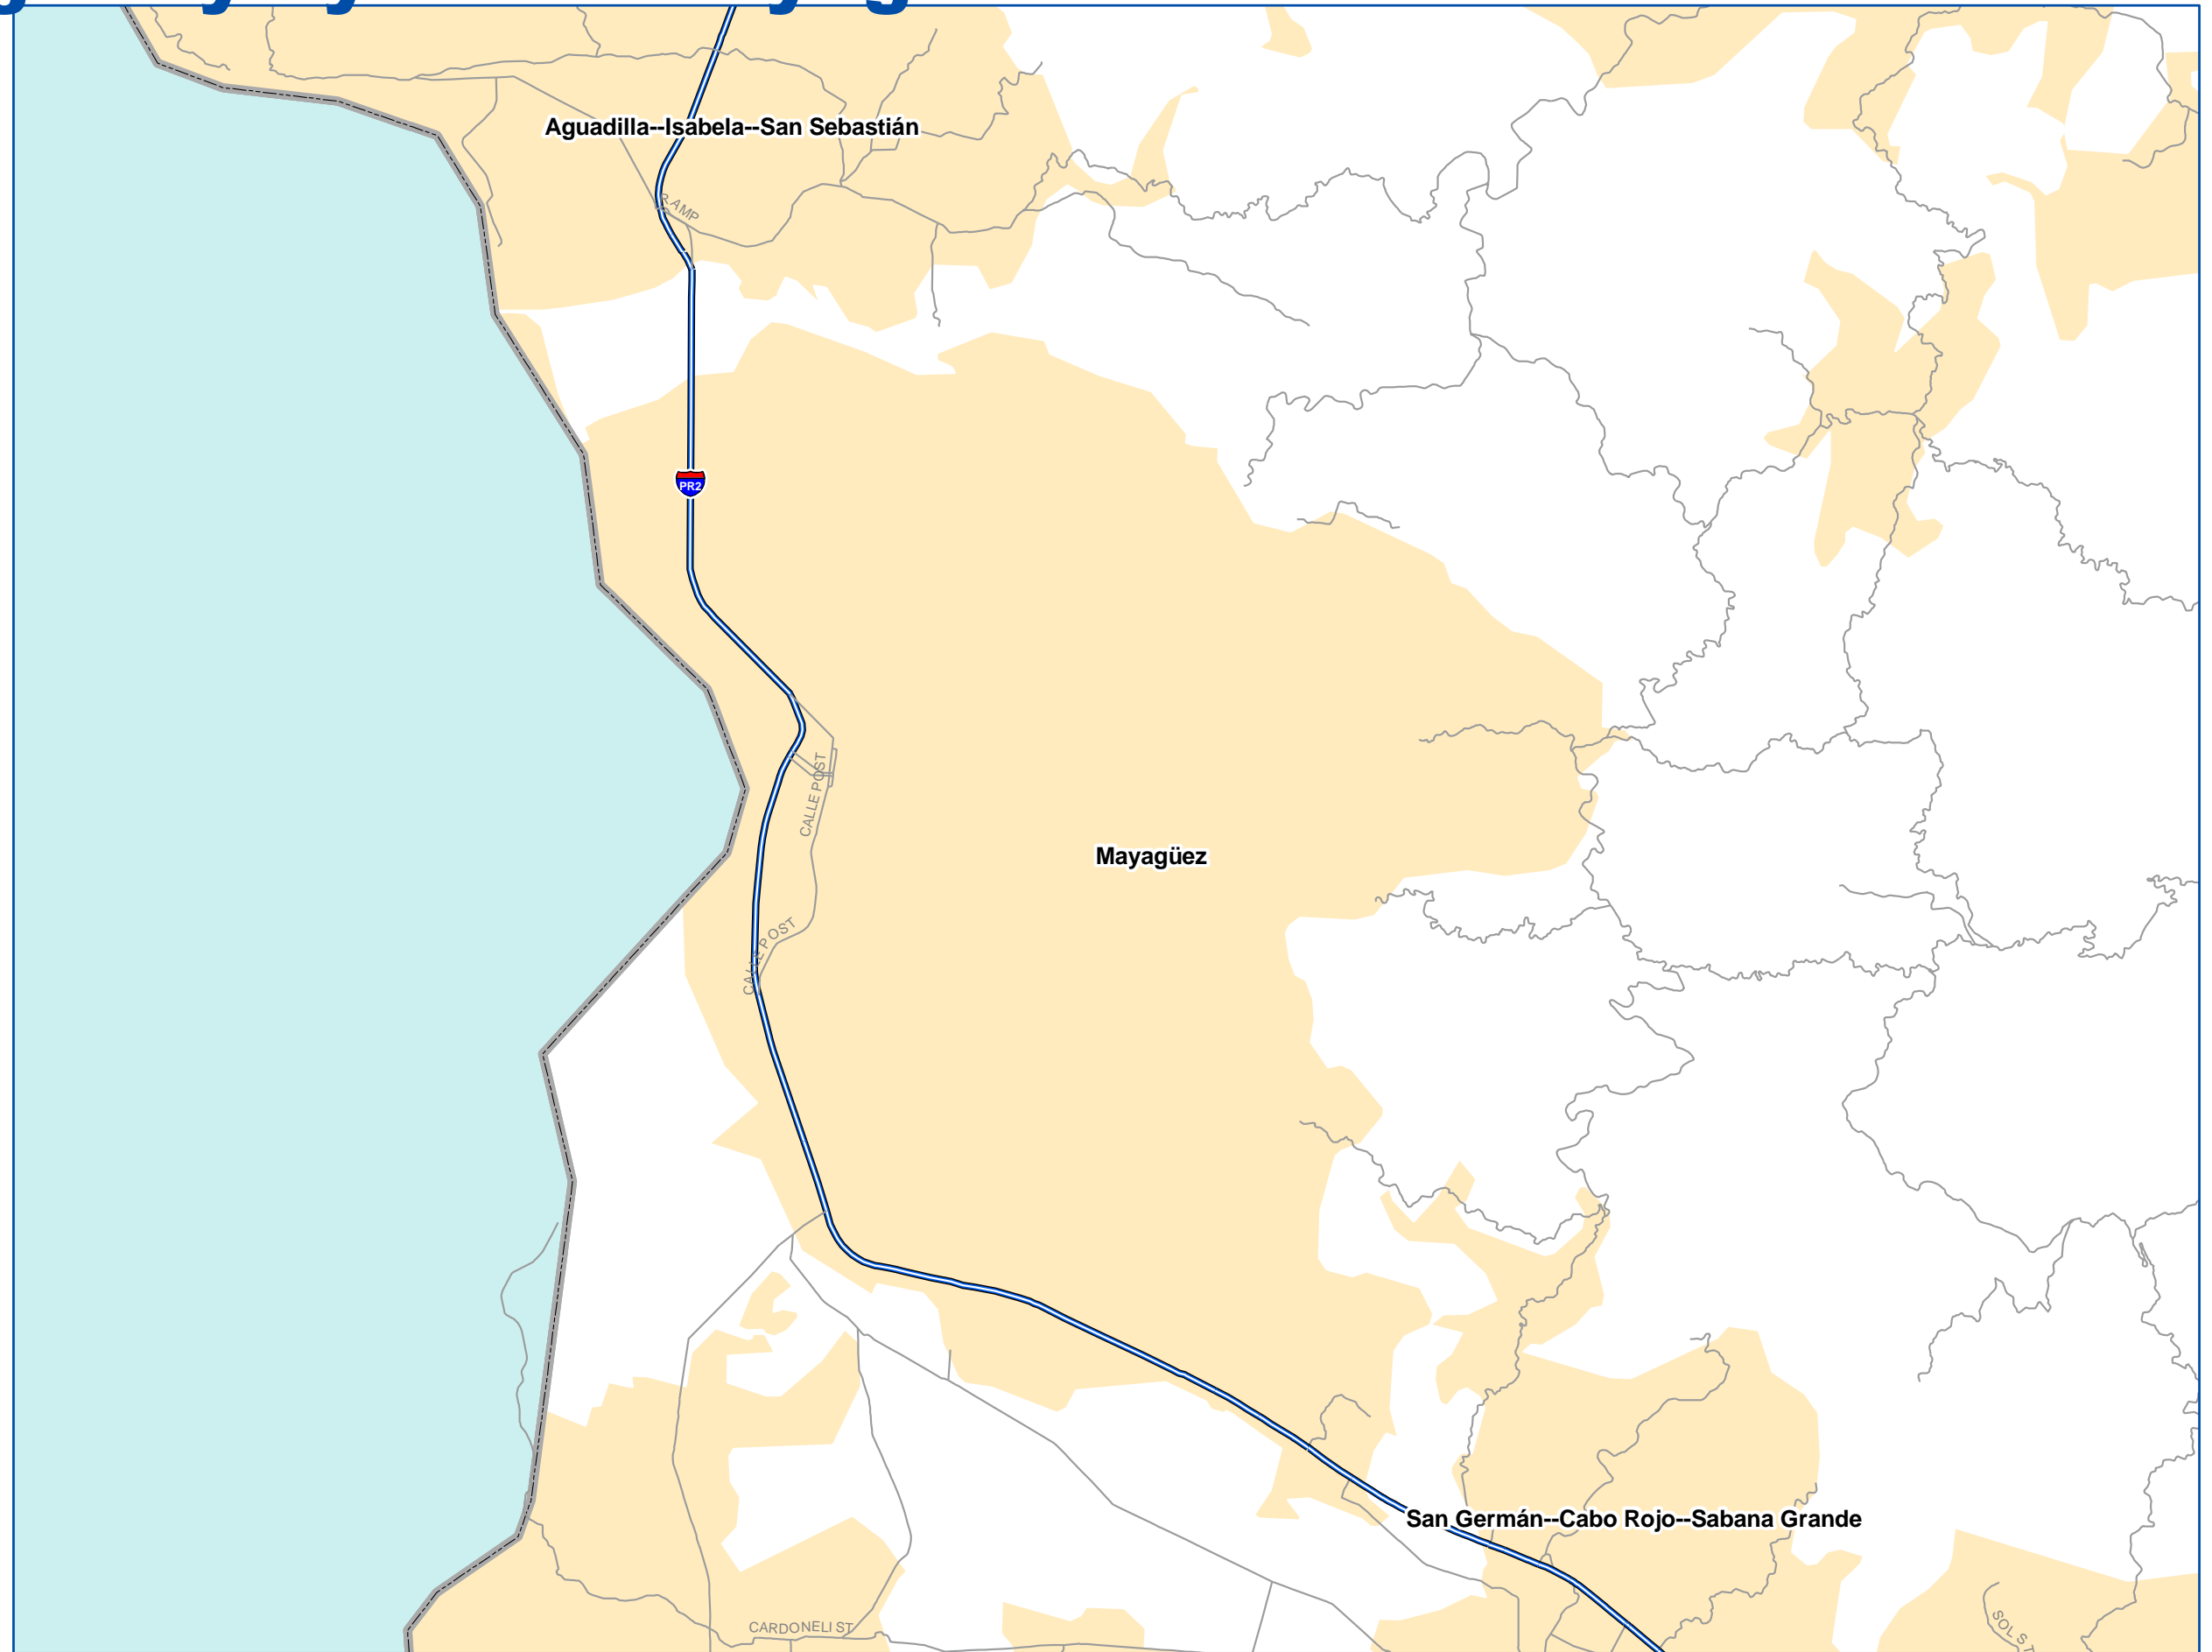 Aguadilla--Isabela--San Sebastián
RAMP
PR2
CALLE POST
Mayagüez
CALLE POST
San Germán--Cabo Rojo--Sabana Grande
CARDONELI ST
SOL ST